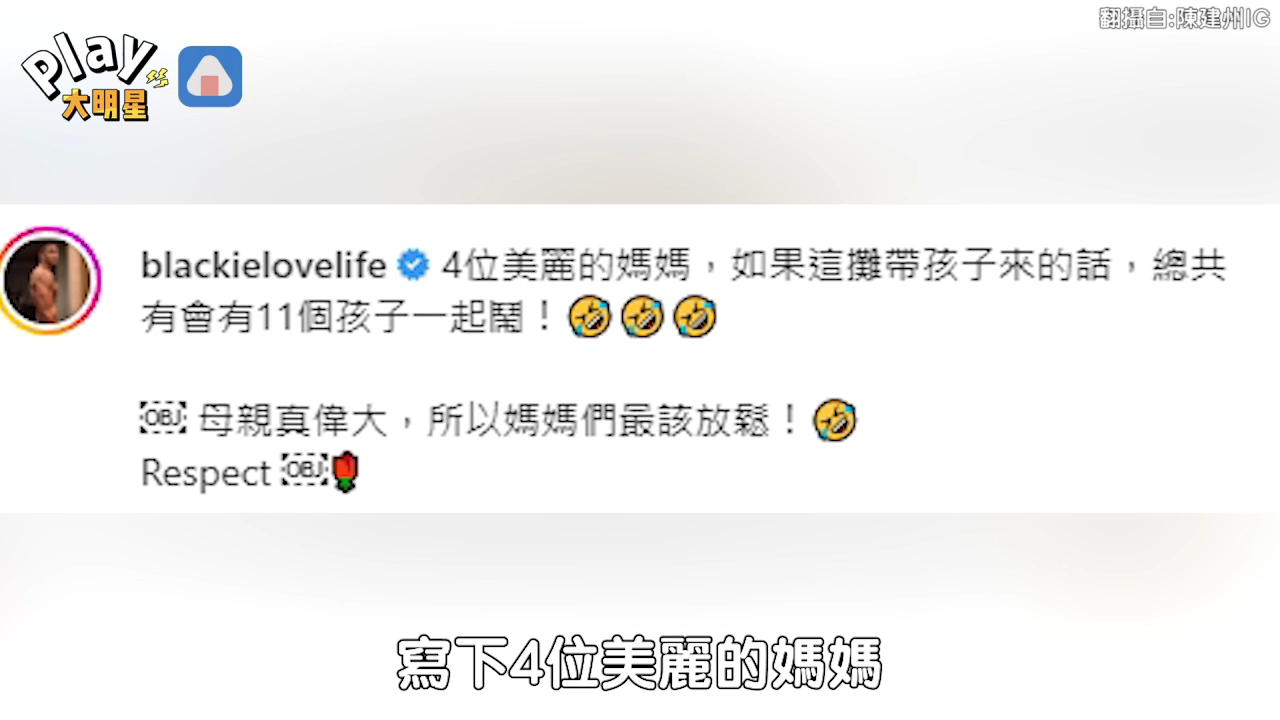 翻攝自:陳建州IG
Play
大明星
blackielovelife 4位美麗的媽媽，如果這攤帶孩子來的話，總共
有會有11個孩子一起鬧！🤣🤣🤣
OBJ 母親真偉大，所以媽媽們最該放鬆！🤣
Respect OBJ🌹
寫下4位美麗的媽媽